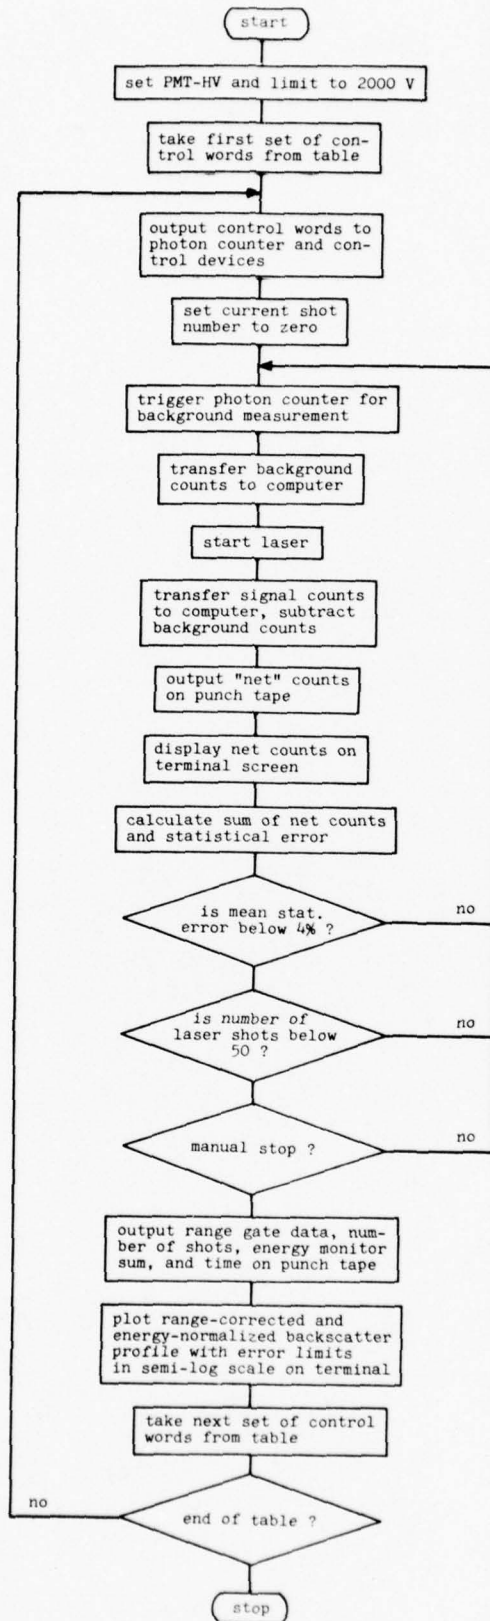 start
set PMT-HV and limit to 2000 V
take first set of con-
trol words from table
output control words to
photon counter and con-
trol devices
set current shot
number to zero
trigger photon counter for
background measurement
transfer background
counts to computer
start laser
transfer signal counts
to computer, subtract
background counts
output "net" counts
on punch tape
display net counts on
terminal screen
calculate sum of net counts
and statistical error
is mean stat.
error below 4% ?
no
is number of
laser shots below
50 ?
no
manual stop ?
no
output range gate data, num-
ber of shots, energy monitor
sum, and time on punch tape
plot range-corrected and
energy-normalized backscatter
profile with error limits
in semi-log scale on terminal
take next set of control
words from table
end of table ?
no
stop